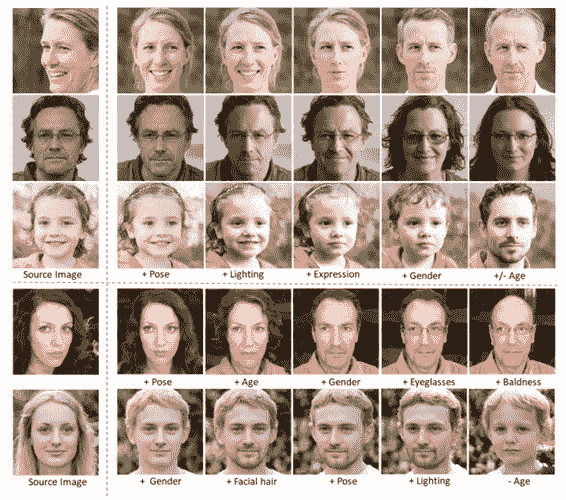 Source Image + Pose + Lighting + Expression + Gender +/- Age
+ Pose + Age + Gender + Eyeglasses + Baldness
Source Image + Gender + Facial hair + Pose + Lighting - Age